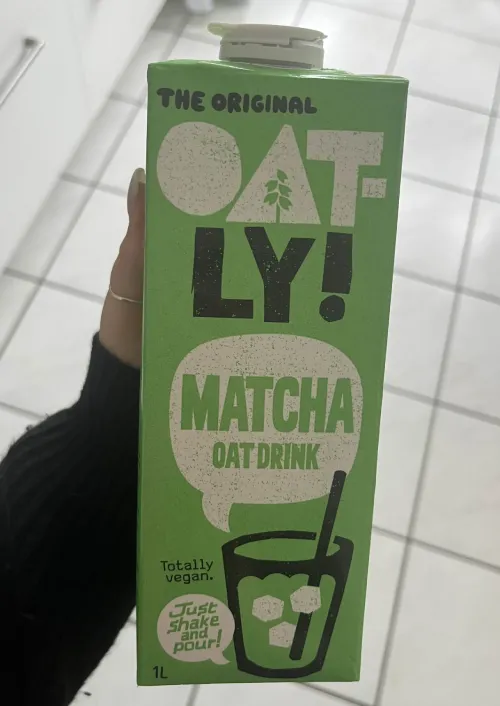 THE ORIGINAL
OAT-
LY!
MATCHA
OAT DRINK
Totally
vegan.
Just
shake
and
pour!
1L